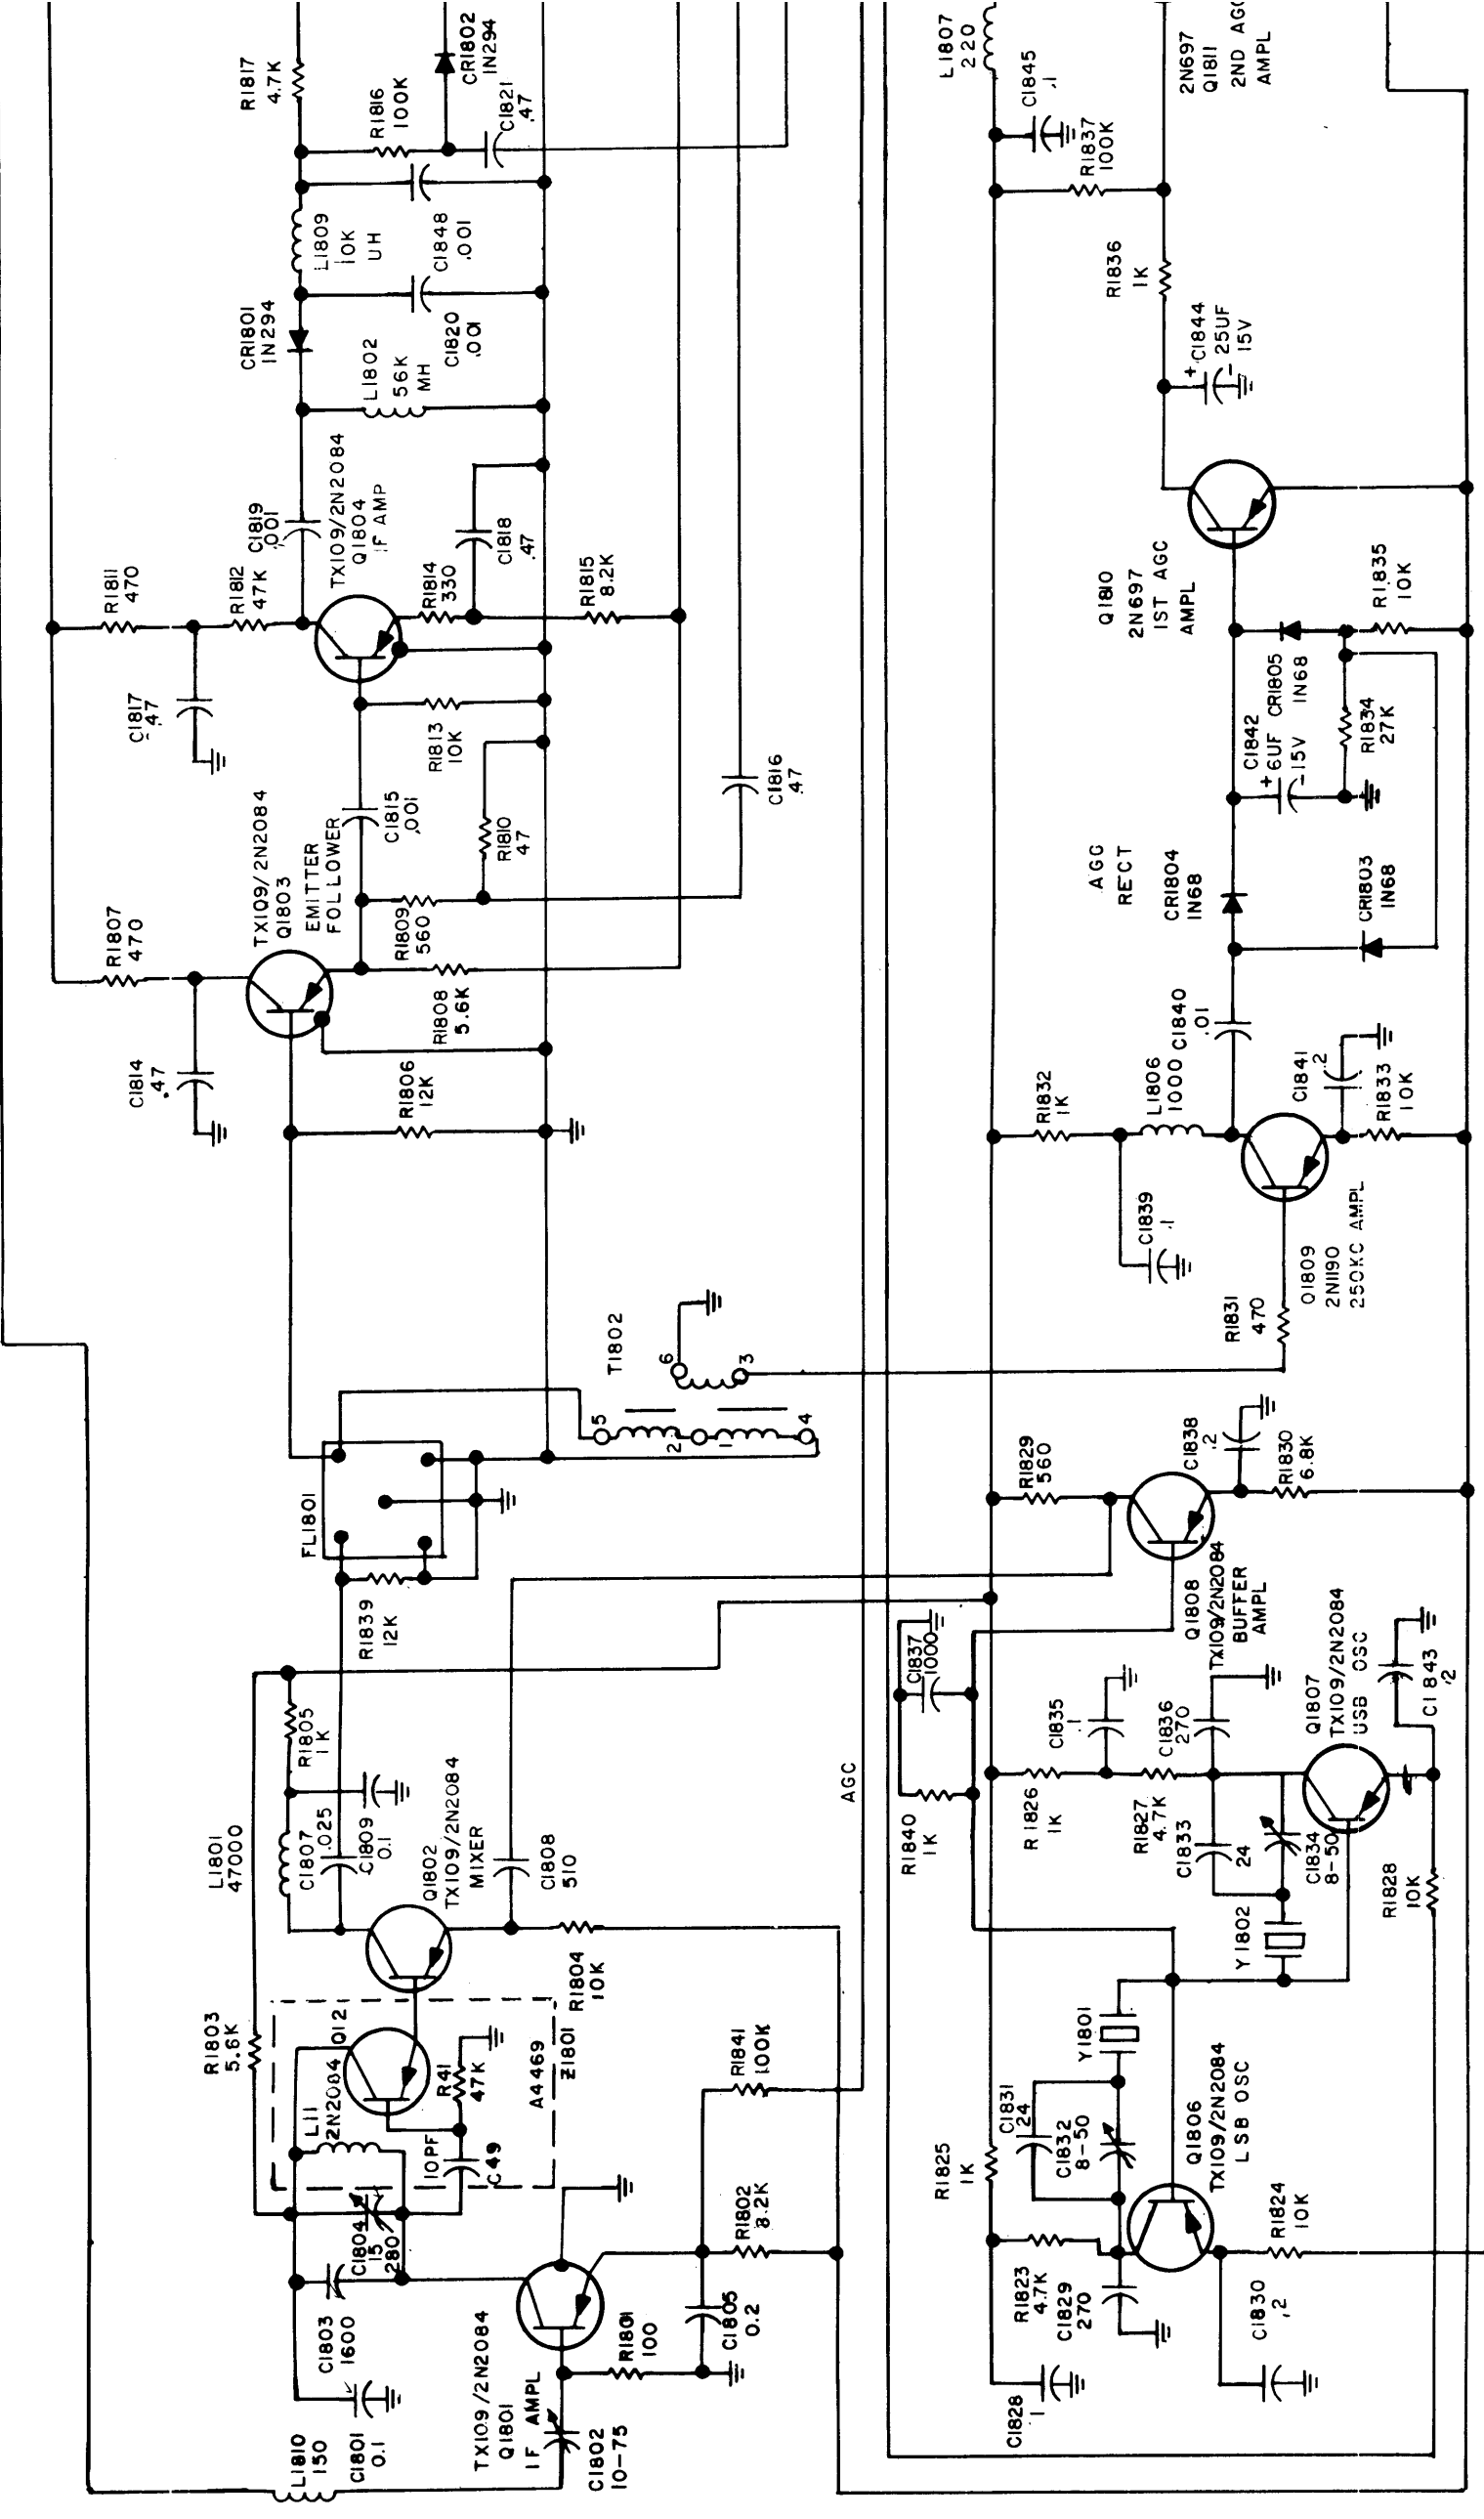 R1817
4.7K
R1816
100K
CR1802
1N294
C1821
.47
L1809
10K
UH
C1848
.001
CR1801
1N294
L1802
56K
MH
C1820
.001
R1811
470
R1812
47K
C1819
.001
TX109/2N2084
Q1804
IF AMP
R1814
330
C1818
.47
R1815
8.2K
C1817
.47
R1813
10K
C1815
.001
R1810
47
C1816
.47
R1807
470
TX109/2N2084
Q1803
EMITTER
FOLLOWER
R1809
560
R1808
5.6K
C1814
.47
R1806
12K
T1802
6
3
5
2
1
4
FL1801
R1839
12K
L1801
47000
R1805
1K
C1807
.025
C1809
0.1
Q1802
TX109/2N2084
MIXER
C1808
510
R1804
10K
AGC
R1803
5.6K
Q12
2N2084
L11
R41
47K
A4469
Z1801
10PF
C49
R1841
100K
C1804
15
280
C1803
1600
R1802
8.2K
C1805
0.2
R1801
100
TX109/2N2084
Q1801
IF AMPL
C1802
10-75
L1810
150
C1801
0.1
L1807
220
C1845
.1
R1837
100K
2N697
Q1811
2ND AGC
AMPL
R1836
1K
+ C1844
- 25UF
15V
Q1810
2N697
1ST AGC
AMPL
R1835
10K
C1842
+ 6UF
- 15V
CR1805
1N68
R1834
27K
AGC
RECT
CR1804
1N68
CR1803
1N68
C1840
.01
R1832
1K
L1806
1000
C1841
.2
R1833
10K
C1839
.1
R1831
470
Q1809
2N1190
250KC AMPL
R1829
560
C1838
.2
R1830
6.8K
Q1808
TX109/2N2084
BUFFER
AMPL
C1837
1000
R1840
1K
C1835
.1
R1826
1K
C1836
270
R1827
4.7K
C1833
24
C1834
8-50
Q1807
TX109/2N2084
USB OSC
C1843
.2
R1828
10K
Y1802
Y1801
C1831
24
C1832
8-50
Q1806
TX109/2N2084
LSB OSC
R1825
1K
R1824
10K
R1823
4.7K
C1829
270
C1830
.2
C1828
.1